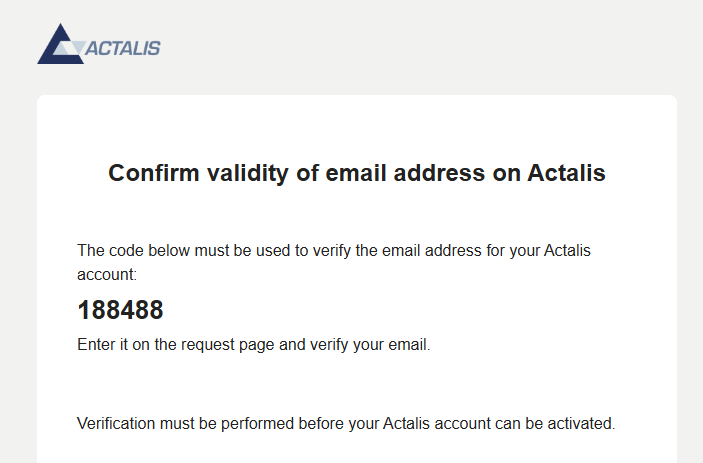 ACTALIS
Confirm validity of email address on Actalis
The code below must be used to verify the email address for your Actalis
account:
188488
Enter it on the request page and verify your email.
Verification must be performed before your Actalis account can be activated.